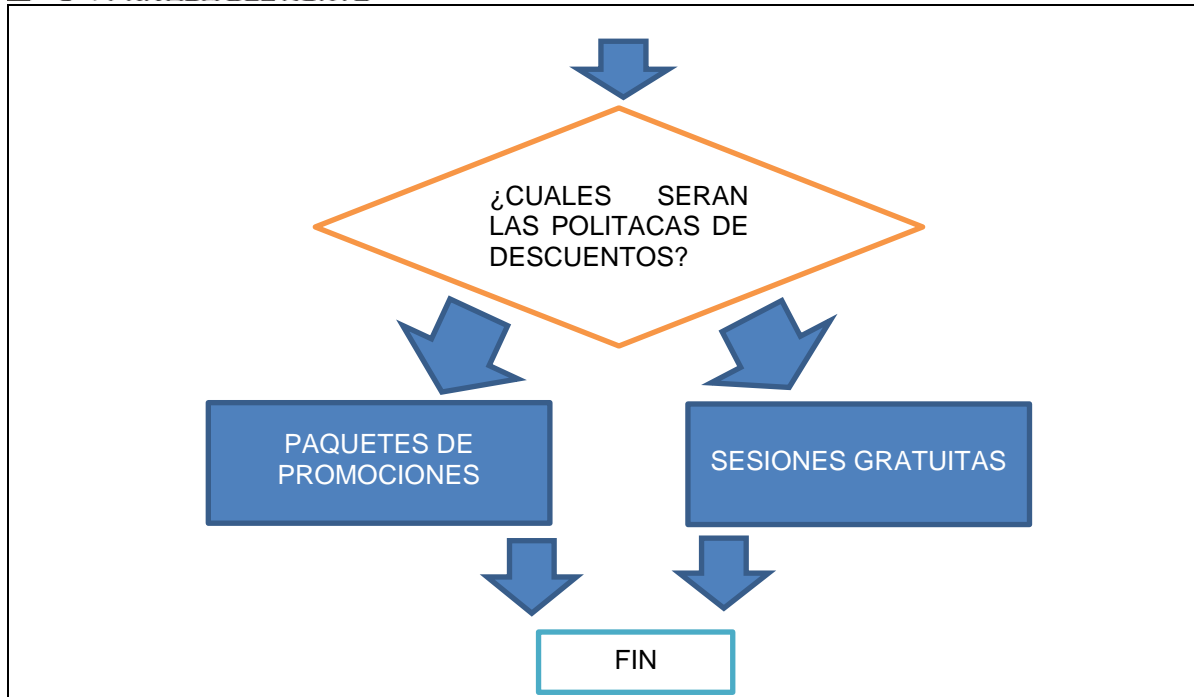 ¿CUALES SERAN
LAS POLITACAS DE
DESCUENTOS?
PAQUETES DE
PROMOCIONES
SESIONES GRATUITAS
FIN